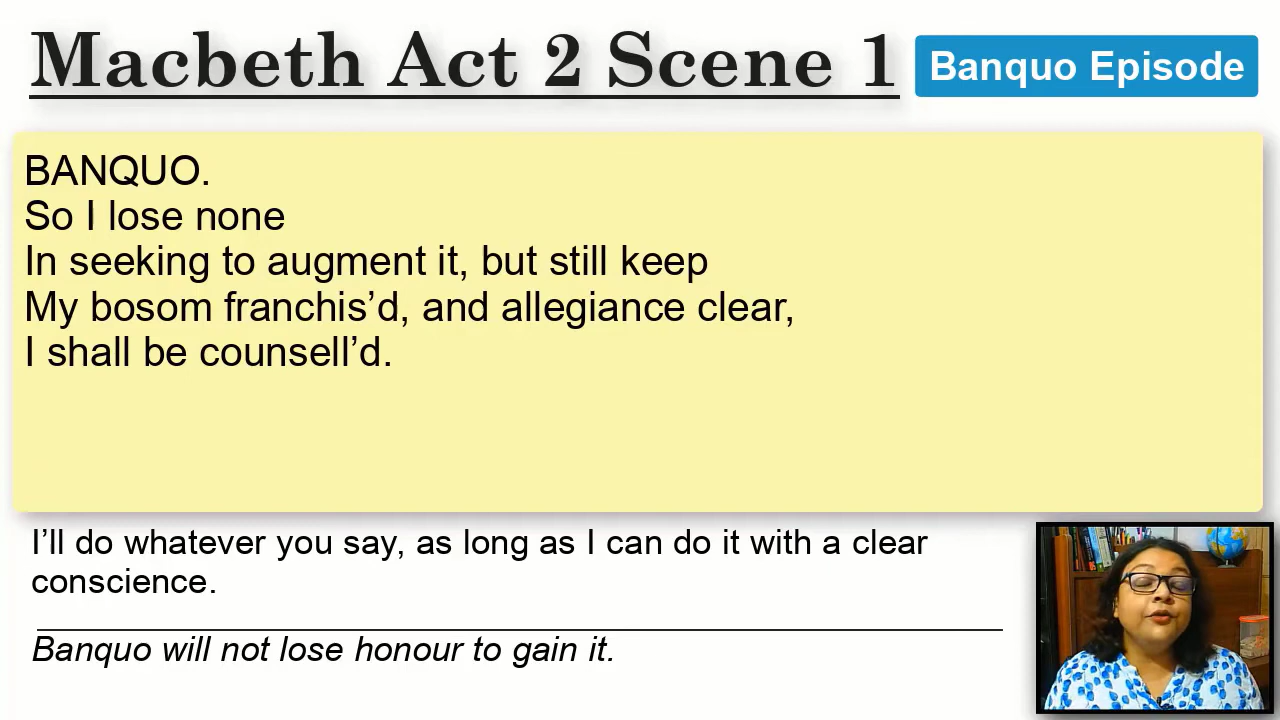 Macbeth Act 2 Scene 1
Banquo Episode
BANQUO.
So I lose none
In seeking to augment it, but still keep
My bosom franchis’d, and allegiance clear,
I shall be counsell’d.
I’ll do whatever you say, as long as I can do it with a clear
conscience.
Banquo will not lose honour to gain it.